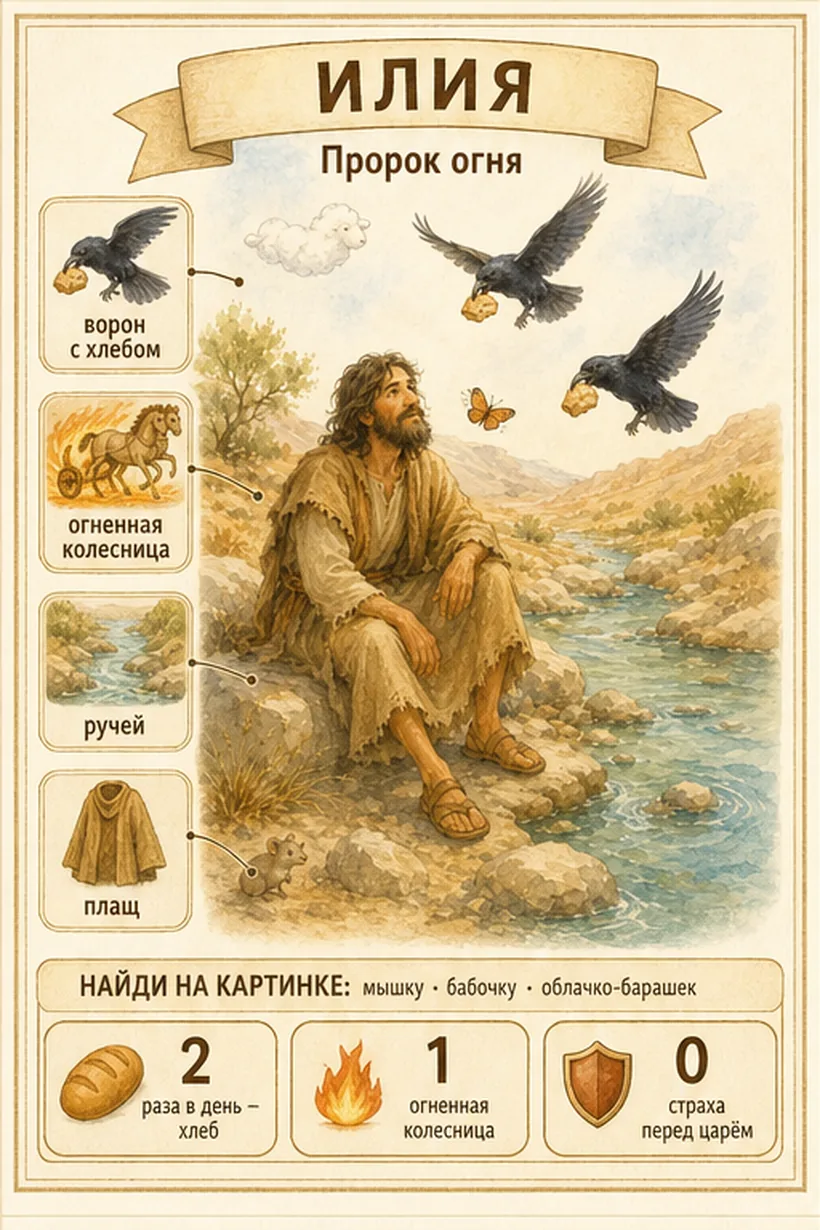 ИЛИЯ
Пророк огня
ворон
с хлебом
огненная
колесница
ручей
плащ
НАЙДИ НА КАРТИНКЕ: мышку • бабочку • облачко-барашек
2
раза в день –
хлеб
1
огненная
колесница
0
страха
перед царём